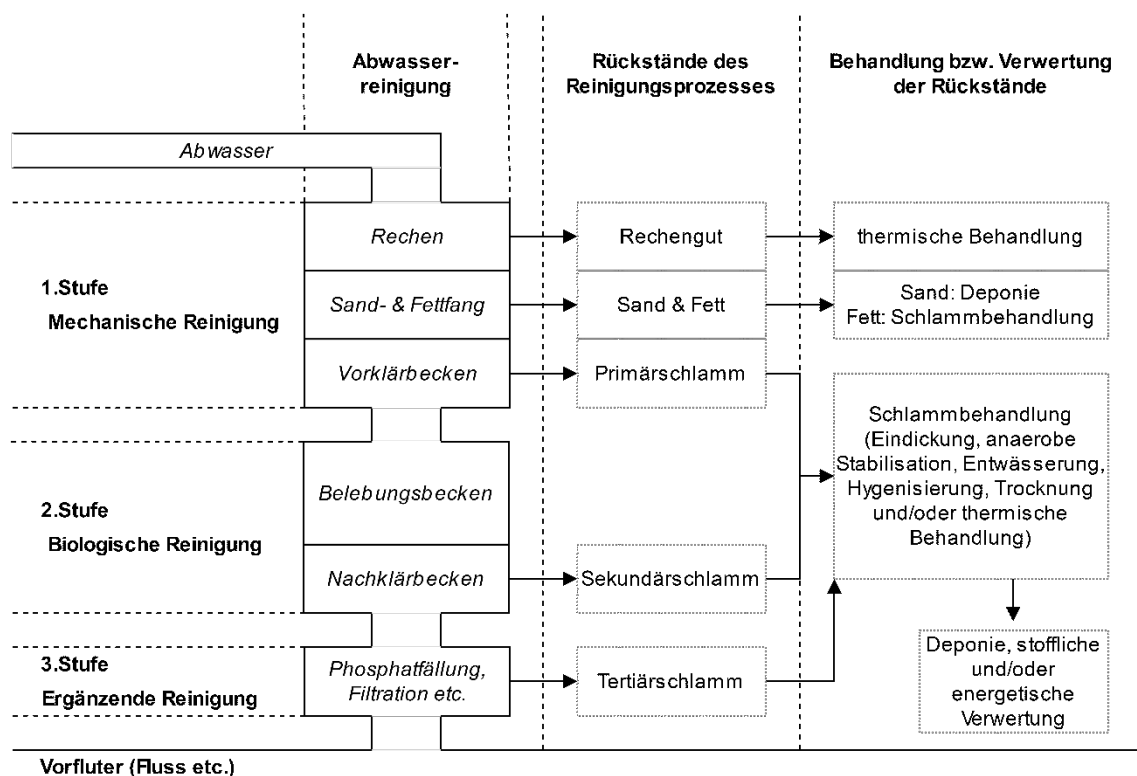 Abwasser-
reinigung
Rückstände des
Reinigungsprozesses
Behandlung bzw. Verwertung
der Rückstände
Abwasser
1.Stufe
Mechanische Reinigung
Rechen
Rechengut
thermische Behandlung
Sand- & Fettfang
Sand & Fett
Sand: Deponie
Fett: Schlammbehandlung
Vorklärbecken
Primärschlamm
Schlammbehandlung
(Eindickung, anaerobe
Stabilisation, Entwässerung,
Hygenisierung, Trocknung
und/oder thermische
Behandlung)
2.Stufe
Biologische Reinigung
Belebungsbecken
Nachklärbecken
Sekundärschlamm
3.Stufe
Ergänzende Reinigung
Phosphatfällung,
Filtration etc.
Tertiärschlamm
Deponie, stoffliche
und/oder
energetische
Verwertung
Vorfluter (Fluss etc.)